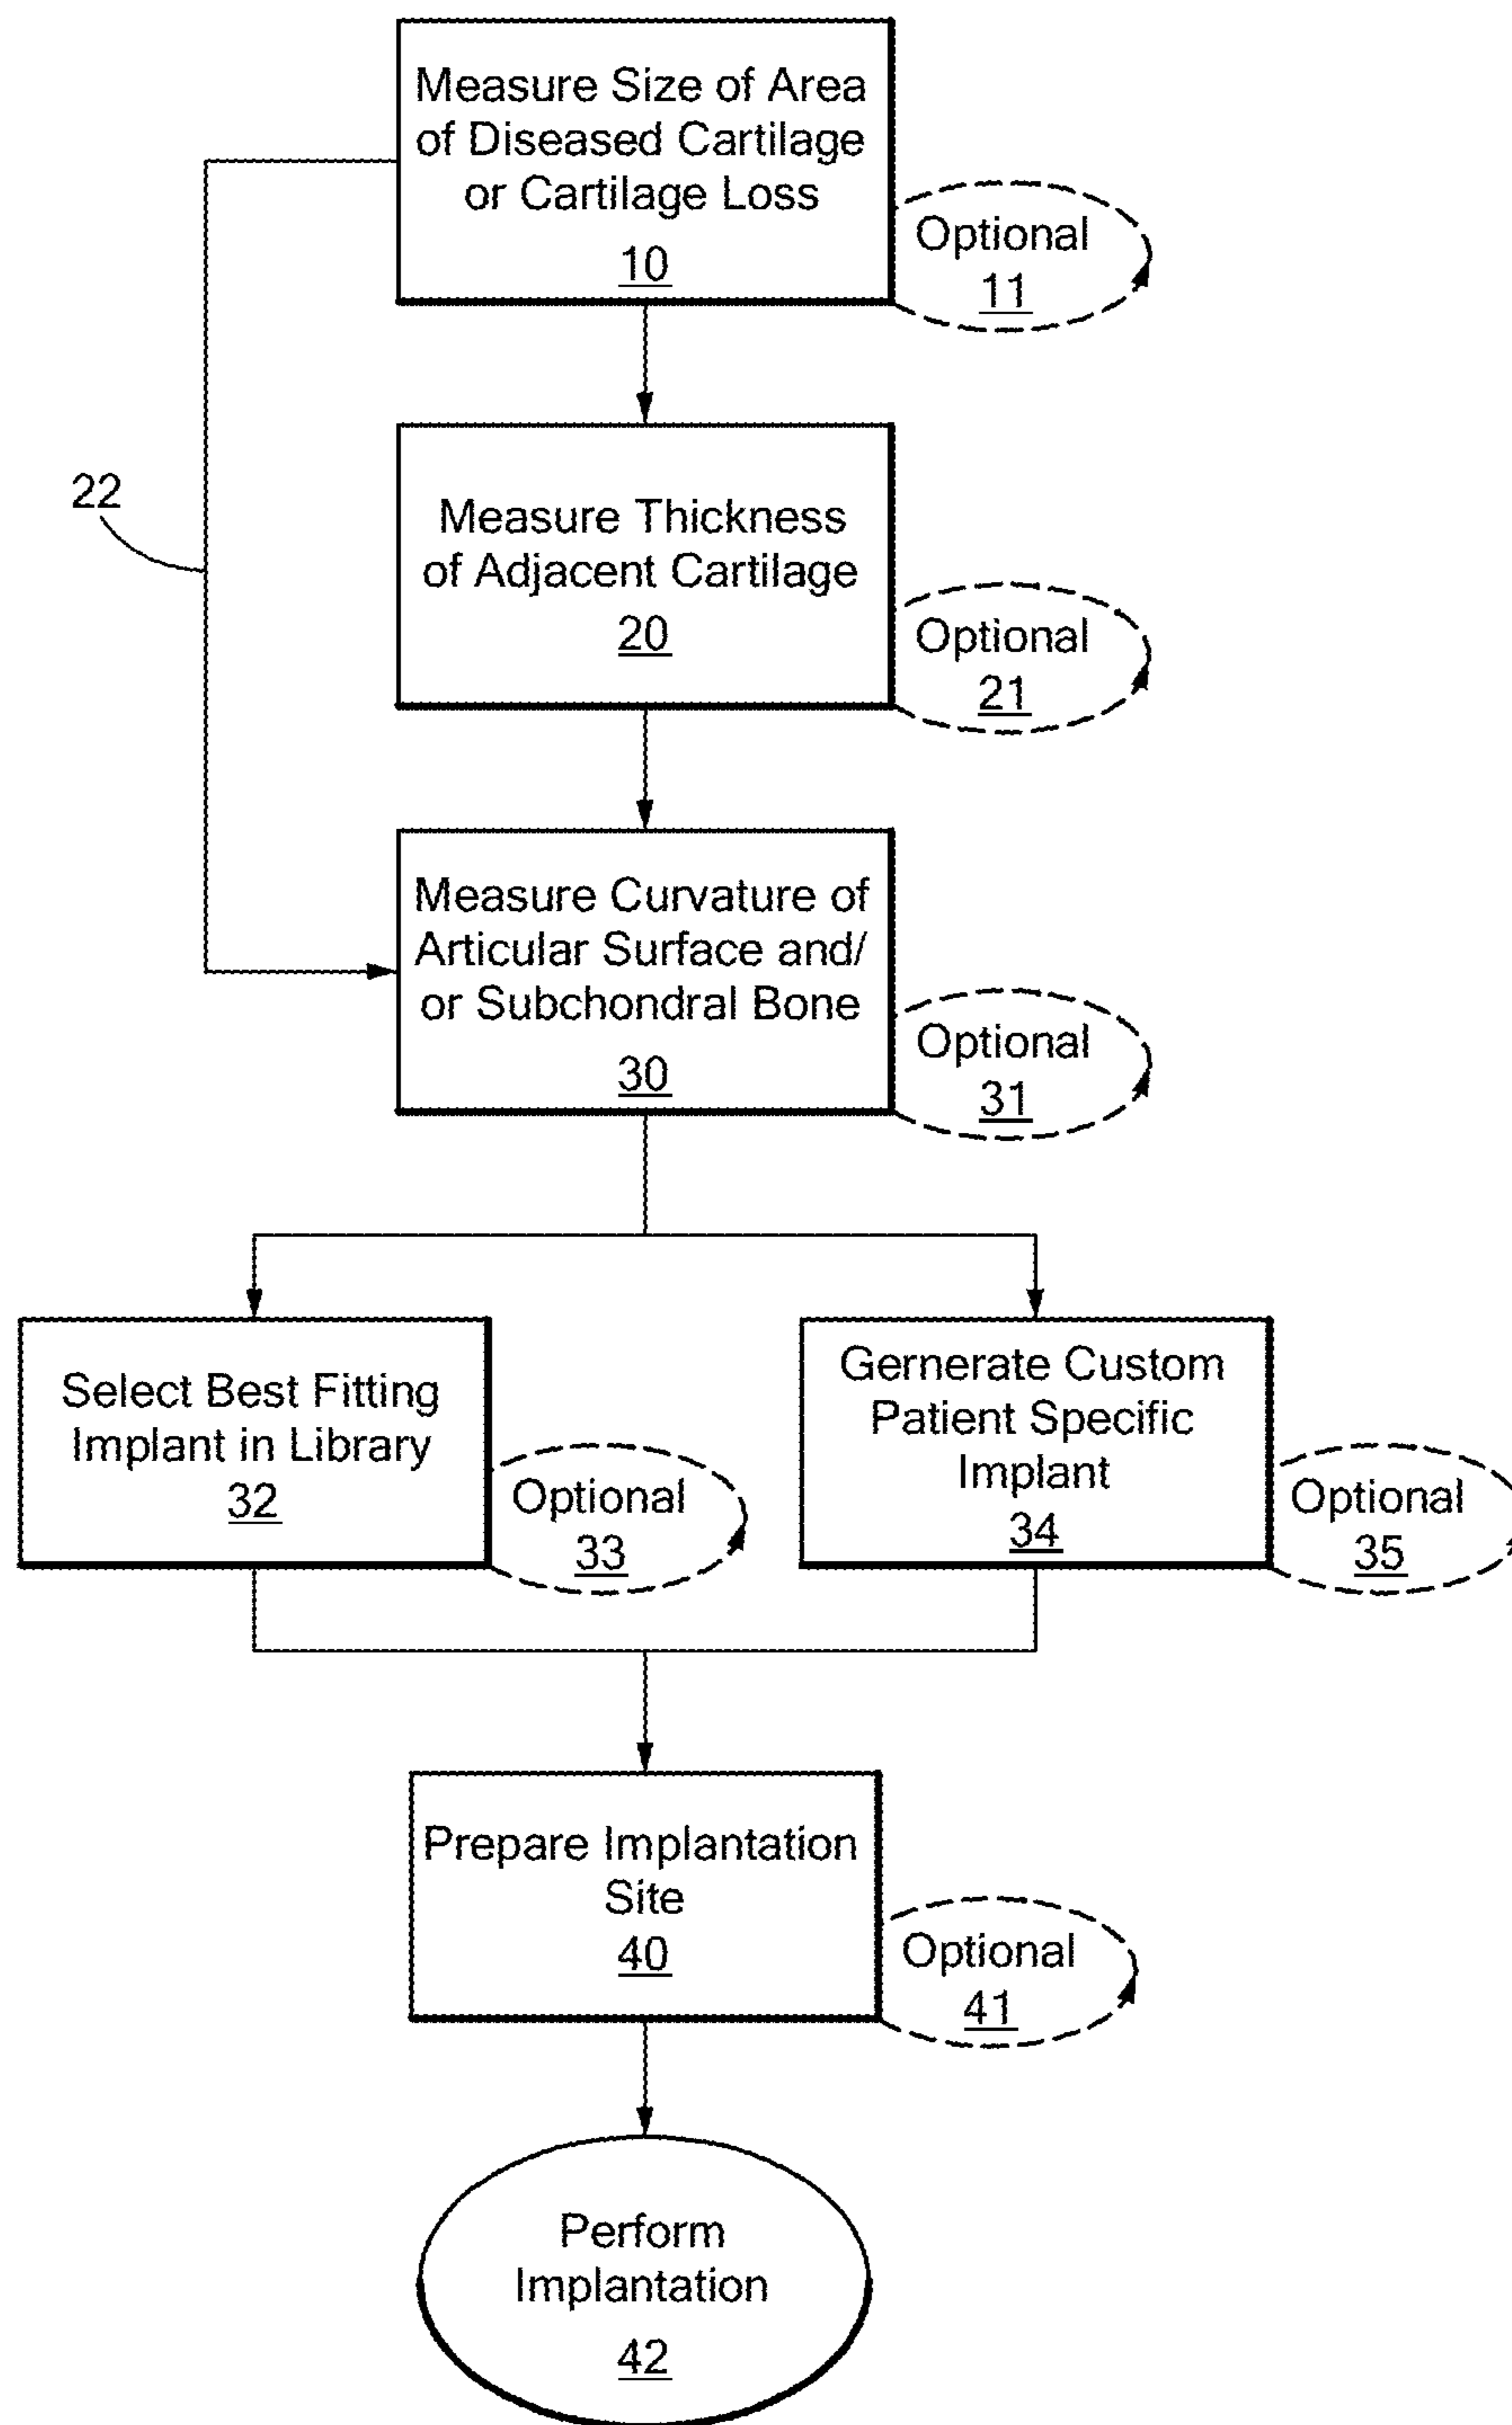 Measure Size of Area
of Diseased Cartilage
or Cartilage Loss
10
Optional
11
22
Measure Thickness
of Adjacent Cartilage
20
Optional
21
Measure Curvature of
Articular Surface and/
or Subchondral Bone
30
Optional
31
Select Best Fitting
Implant in Library
32
Optional
33
Gernerate Custom
Patient Specific
Implant
34
Optional
35
Prepare Implantation
Site
40
Optional
41
Perform
Implantation
42